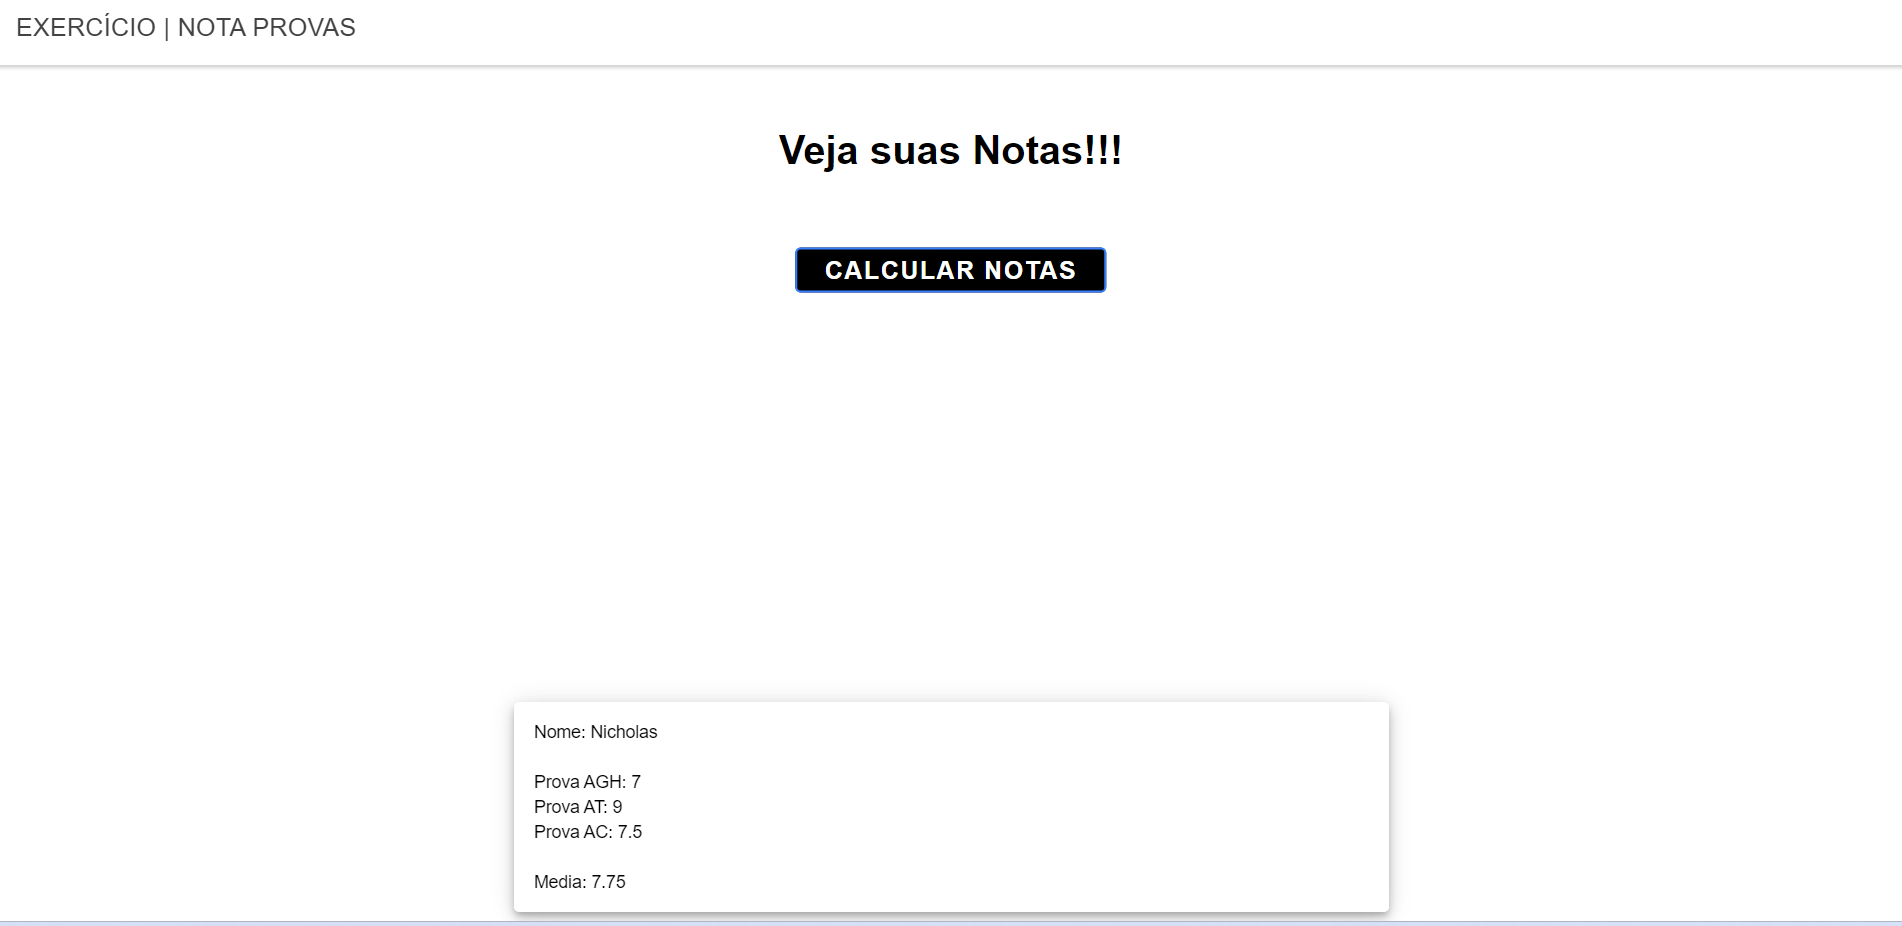 EXERCÍCIO | NOTA PROVAS
Veja suas Notas!!!
CALCULAR NOTAS
Nome: Nicholas
Prova AGH: 7
Prova AT: 9
Prova AC: 7.5
Media: 7.75